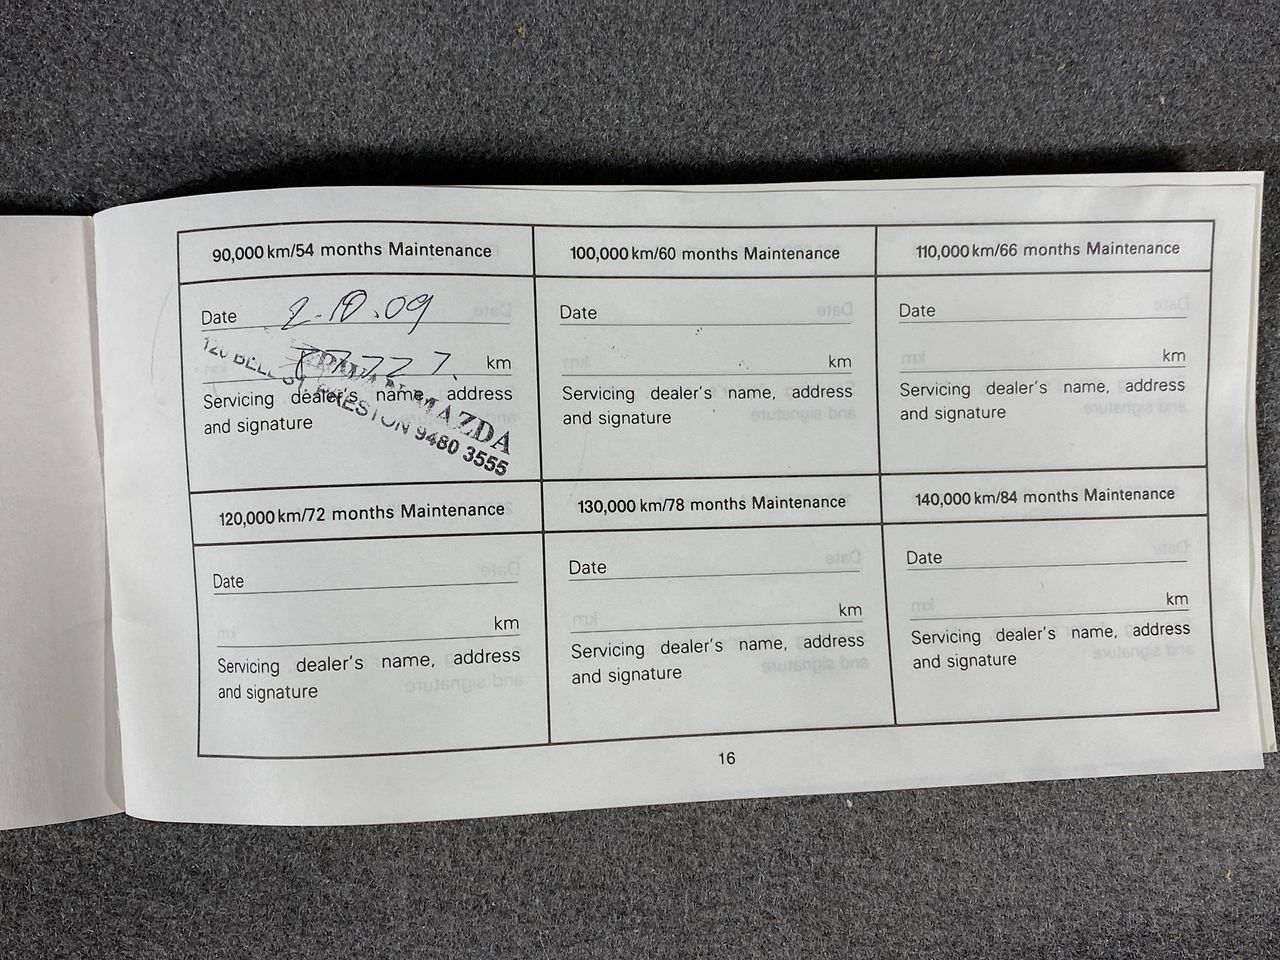 90,000 km/54 months Maintenance
Date 2.10.09
km
Servicing dealer's name, address
and signature
MAZDA
120 BELL ST. PRESTON 9480 3555
100,000 km/60 months Maintenance
Date
km
Servicing dealer's name, address
and signature
110,000 km/66 months Maintenance
Date
km
Servicing dealer's name, address
and signature
120,000 km/72 months Maintenance
Date
km
Servicing dealer's name, address
and signature
130,000 km/78 months Maintenance
Date
km
Servicing dealer's name, address
and signature
140,000 km/84 months Maintenance
Date
km
Servicing dealer's name, address
and signature
16